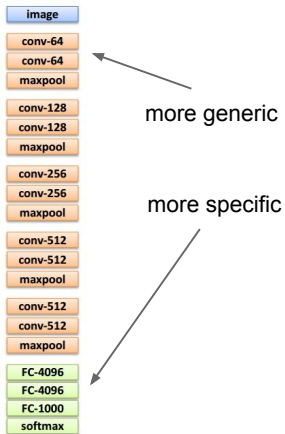 image
conv-64
conv-64
maxpool
conv-128
conv-128
maxpool
conv-256
conv-256
maxpool
conv-512
conv-512
maxpool
conv-512
conv-512
maxpool
FC-4096
FC-4096
FC-1000
softmax
more generic
more specific